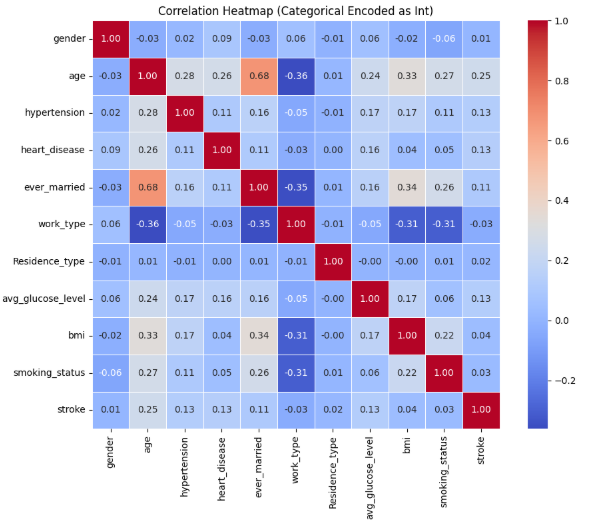 Correlation Heatmap (Categorical Encoded as Int)
gender 1.00 -0.03 0.02 0.09 -0.03 0.06 -0.01 0.06 -0.02 -0.06 0.01
age -0.03 1.00 0.28 0.26 0.68 -0.36 0.01 0.24 0.33 0.27 0.25
hypertension 0.02 0.28 1.00 0.11 0.16 -0.05 -0.01 0.17 0.17 0.11 0.13
heart_disease 0.09 0.26 0.11 1.00 0.11 -0.03 0.00 0.16 0.04 0.05 0.13
ever_married -0.03 0.68 0.16 0.11 1.00 -0.35 0.01 0.16 0.34 0.26 0.11
work_type 0.06 -0.36 -0.05 -0.03 -0.35 1.00 -0.01 -0.05 -0.31 -0.31 -0.03
Residence_type -0.01 0.01 -0.01 0.00 0.01 -0.01 1.00 -0.00 -0.00 0.01 0.02
avg_glucose_level 0.06 0.24 0.17 0.16 0.16 -0.05 -0.00 1.00 0.17 0.06 0.13
bmi -0.02 0.33 0.17 0.04 0.34 -0.31 -0.00 0.17 1.00 0.22 0.04
smoking_status -0.06 0.27 0.11 0.05 0.26 -0.31 0.01 0.06 0.22 1.00 0.03
stroke 0.01 0.25 0.13 0.13 0.11 -0.03 0.02 0.13 0.04 0.03 1.00
gender age hypertension heart_disease ever_married work_type Residence_type avg_glucose_level bmi smoking_status stroke
1.0
0.8
0.6
0.4
0.2
0.0
−0.2